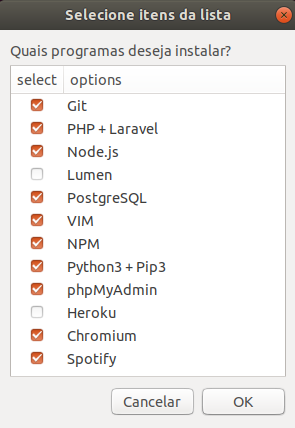 Selecione itens da lista
Quais programas deseja instalar?
select options
Git
PHP + Laravel
Node.js
Lumen
PostgreSQL
VIM
NPM
Python3 + Pip3
phpMyAdmin
Heroku
Chromium
Spotify
Cancelar OK